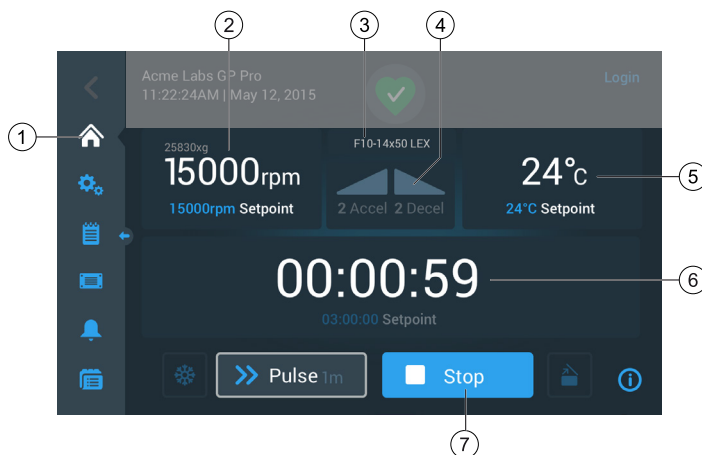 2
3
4
Acme Labs GP Pro
Login
11:22:24AM | May 12, 2015
1
F10-14x50 LEX
25830xg
15000rpm
24°C
5
15000rpm Setpoint
2 Accel 2 Decel
24°C Setpoint
00:00:59
6
03:00:00 Setpoint
Pulse 1m
Stop
7